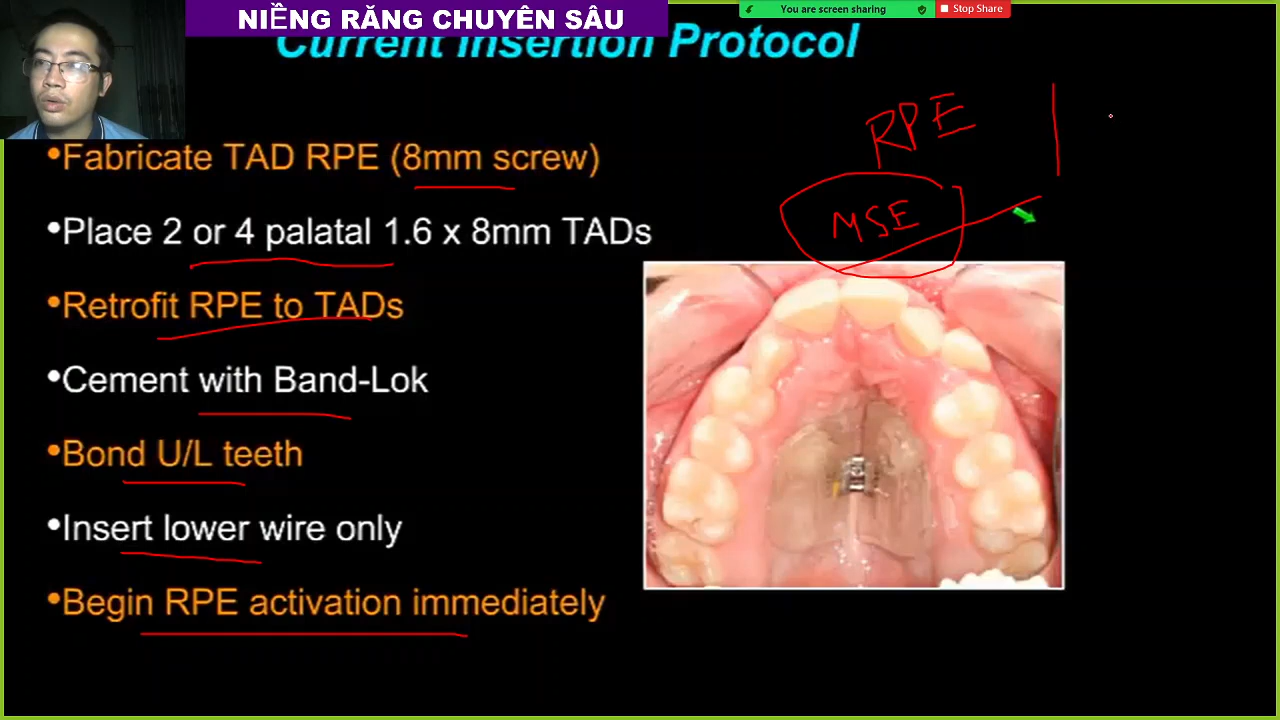 NIỀNG RĂNG CHUYÊN SÂU
You are screen sharing
Stop Share
Current Insertion Protocol
RPE
•Fabricate TAD RPE (8mm screw)
MSE
•Place 2 or 4 palatal 1.6 x 8mm TADs
•Retrofit RPE to TADs
•Cement with Band-Lok
•Bond U/L teeth
•Insert lower wire only
•Begin RPE activation immediately